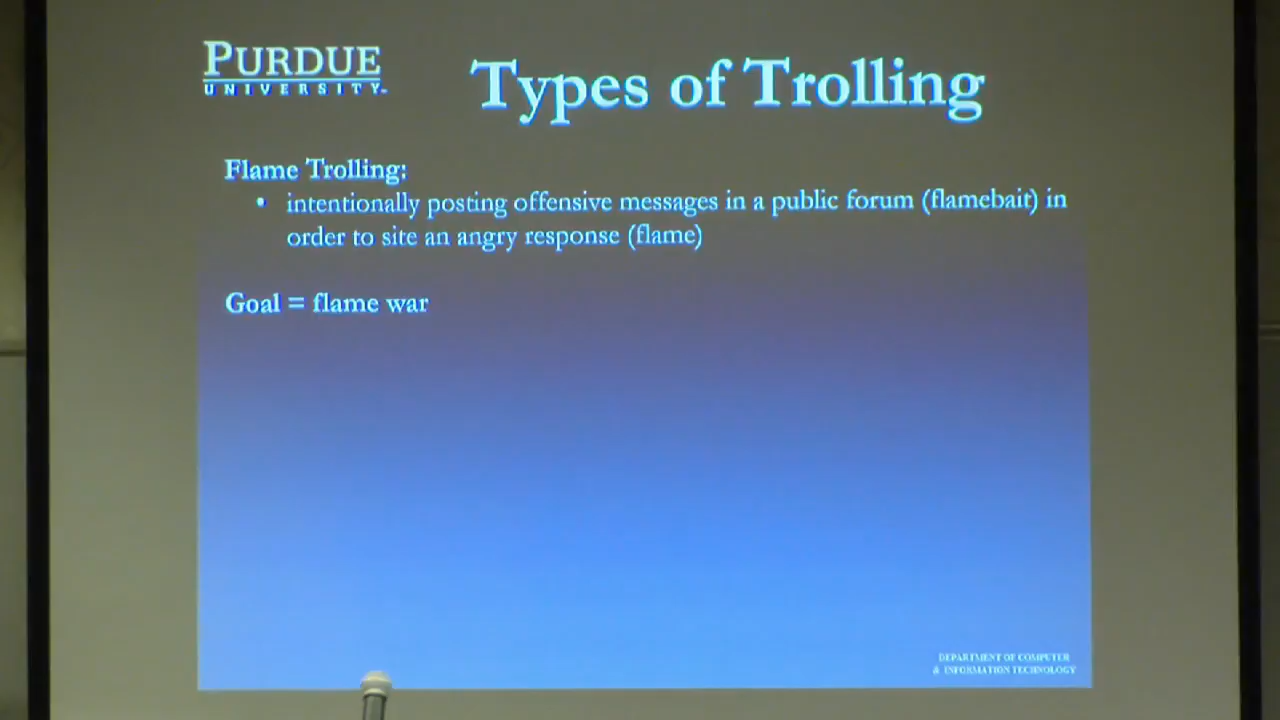 PURDUE
UNIVERSITY
Types of Trolling
Flame Trolling:
• intentionally posting offensive messages in a public forum (flamebait) in
order to site an angry response (flame)
Goal = flame war
DEPARTMENT OF COMPUTER
& INFORMATION TECHNOLOGY